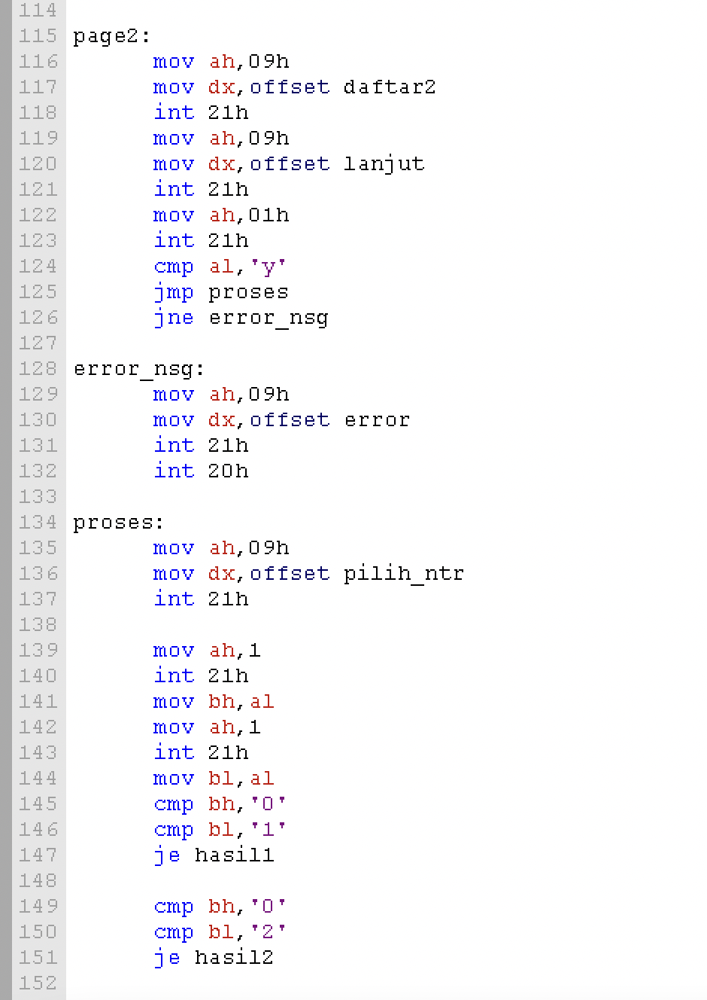 114
115 page2:
116 mov ah,09h
117 mov dx,offset daftar2
118 int 21h
119 mov ah,09h
120 mov dx,offset lanjut
121 int 21h
122 mov ah,01h
123 int 21h
124 cmp al,'y'
125 jmp proses
126 jne error_nsg
127
128 error_nsg:
129 mov ah,09h
130 mov dx,offset error
131 int 21h
132 int 20h
133
134 proses:
135 mov ah,09h
136 mov dx,offset pilih_ntr
137 int 21h
138
139 mov ah,1
140 int 21h
141 mov bh,al
142 mov ah,1
143 int 21h
144 mov bl,al
145 cmp bh,'0'
146 cmp bl,'1'
147 je hasil1
148
149 cmp bh,'0'
150 cmp bl,'2'
151 je hasil2
152